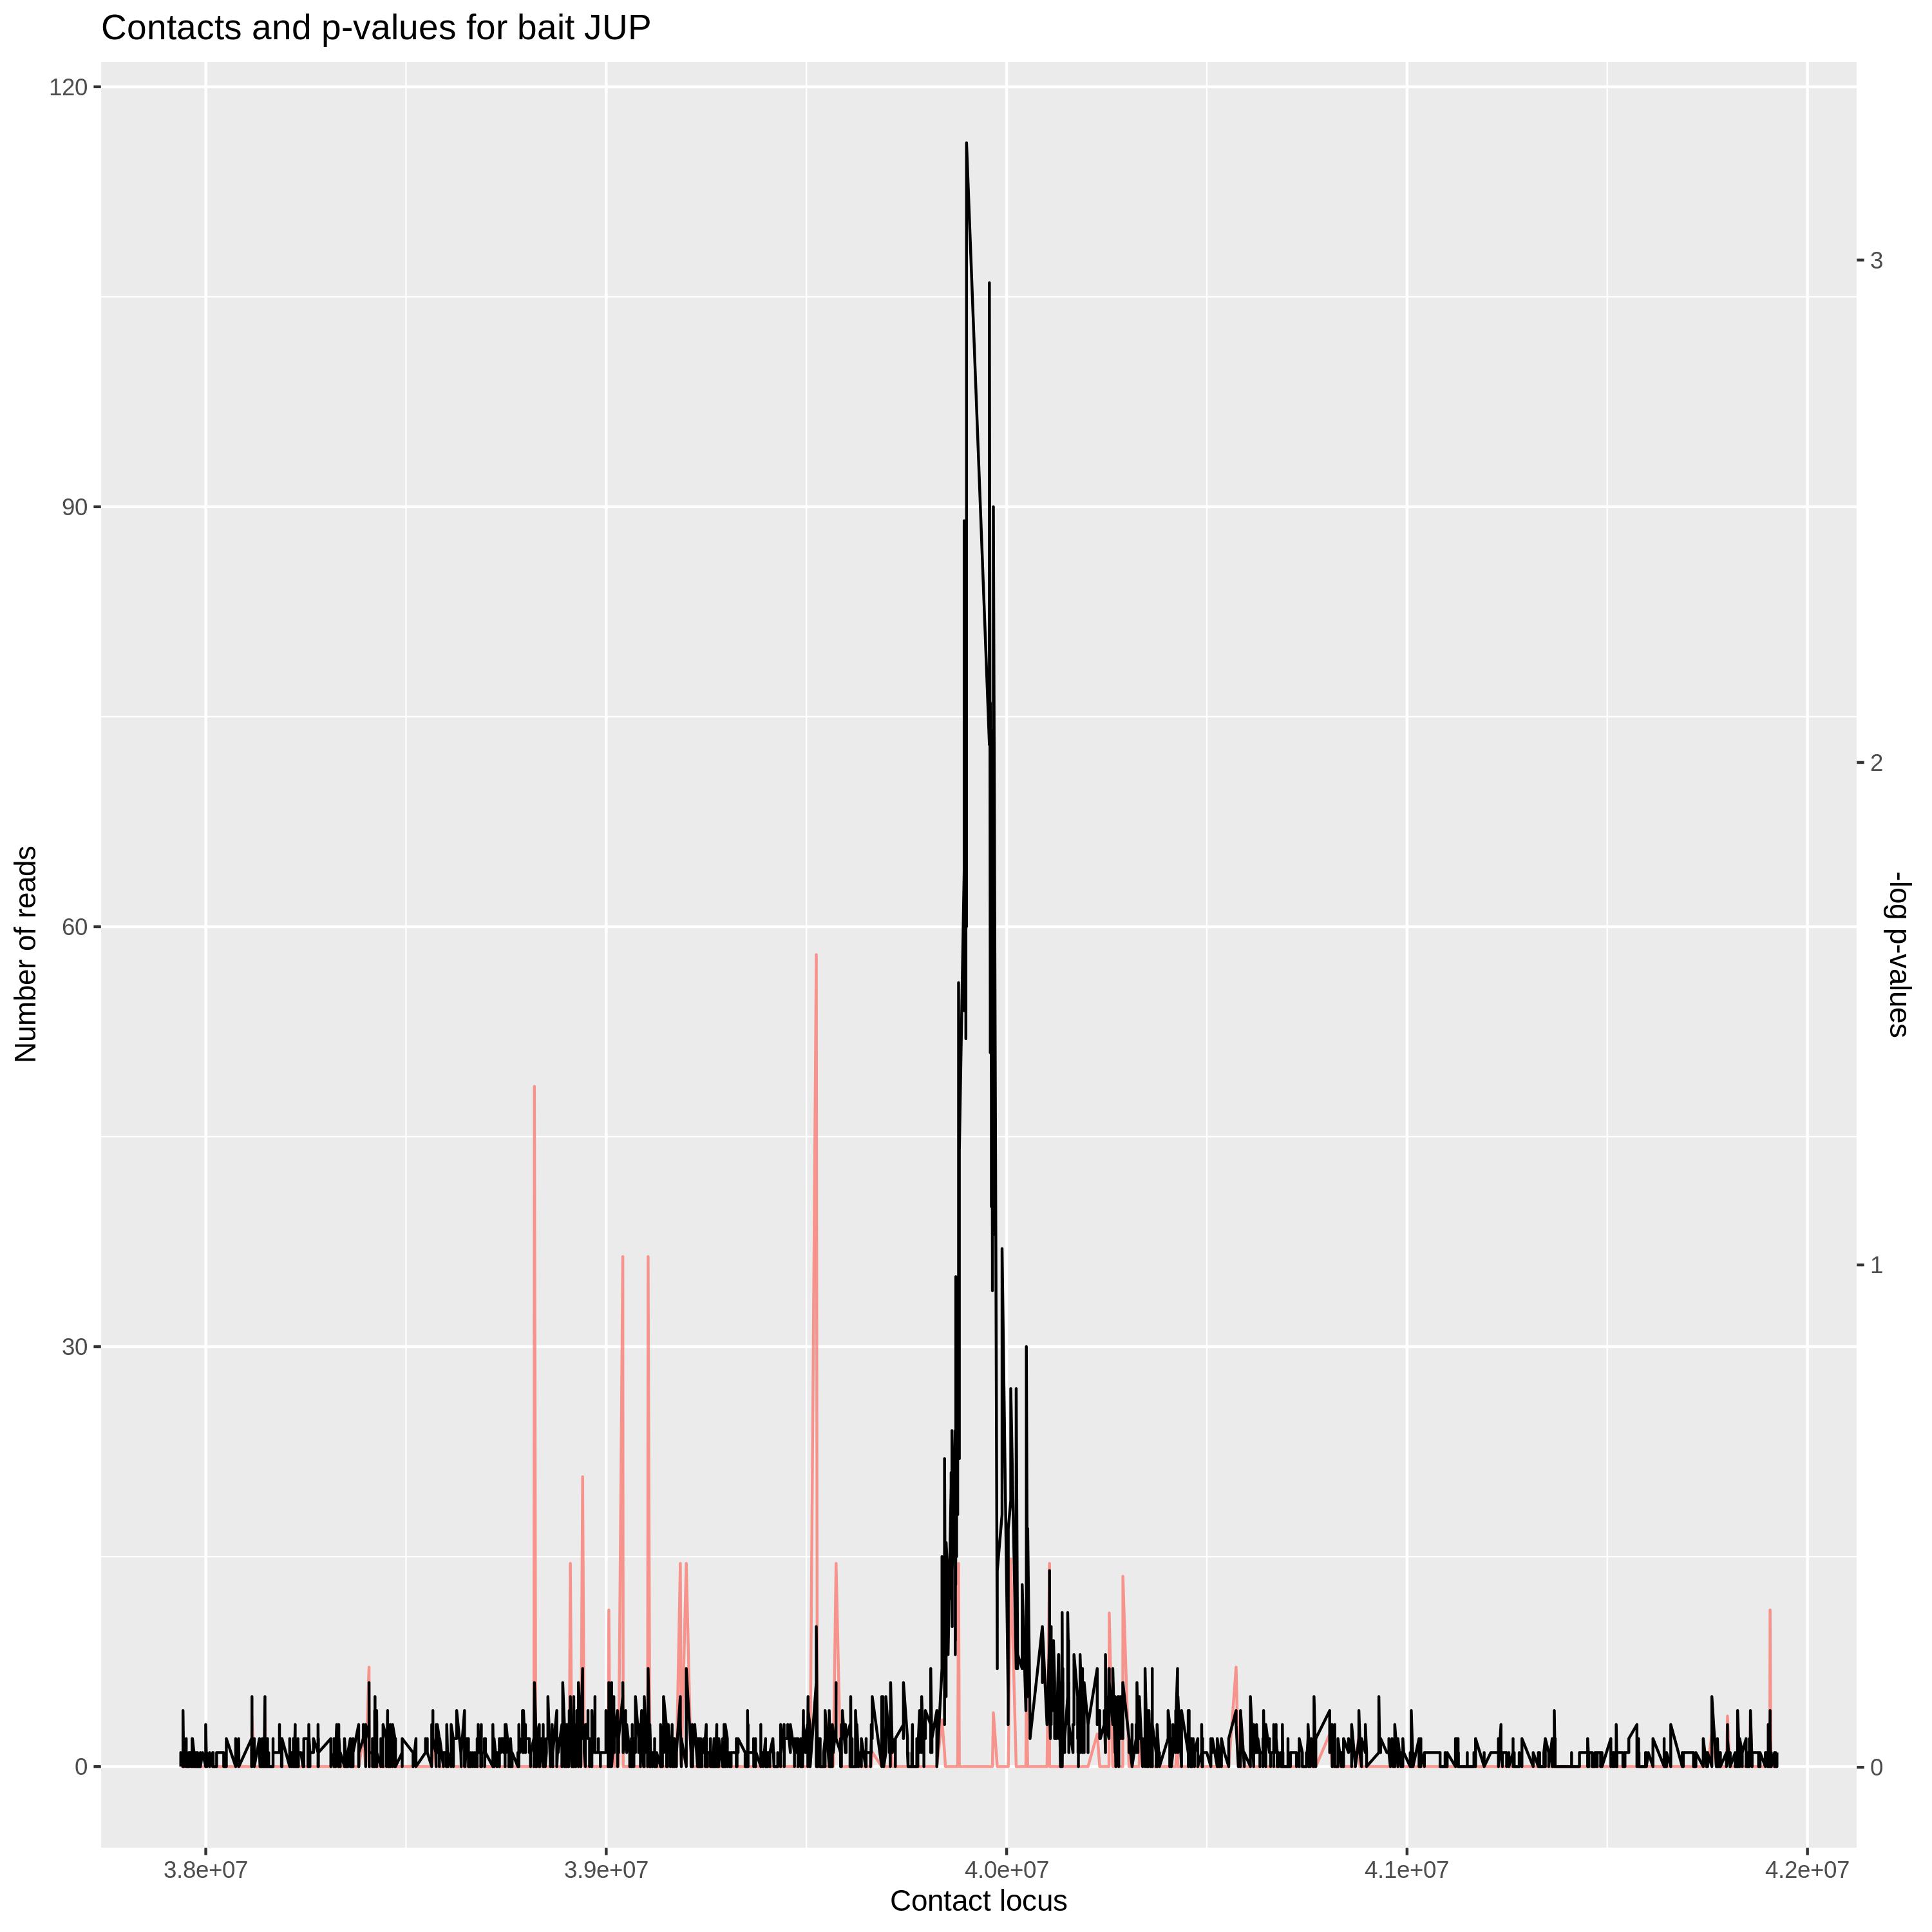 Contacts and p-values for bait JUP
120
90
60
30
0
Number of reads
3
2
1
0
-log p-values
3.8e+07
3.9e+07
4.0e+07
4.1e+07
4.2e+07
Contact locus